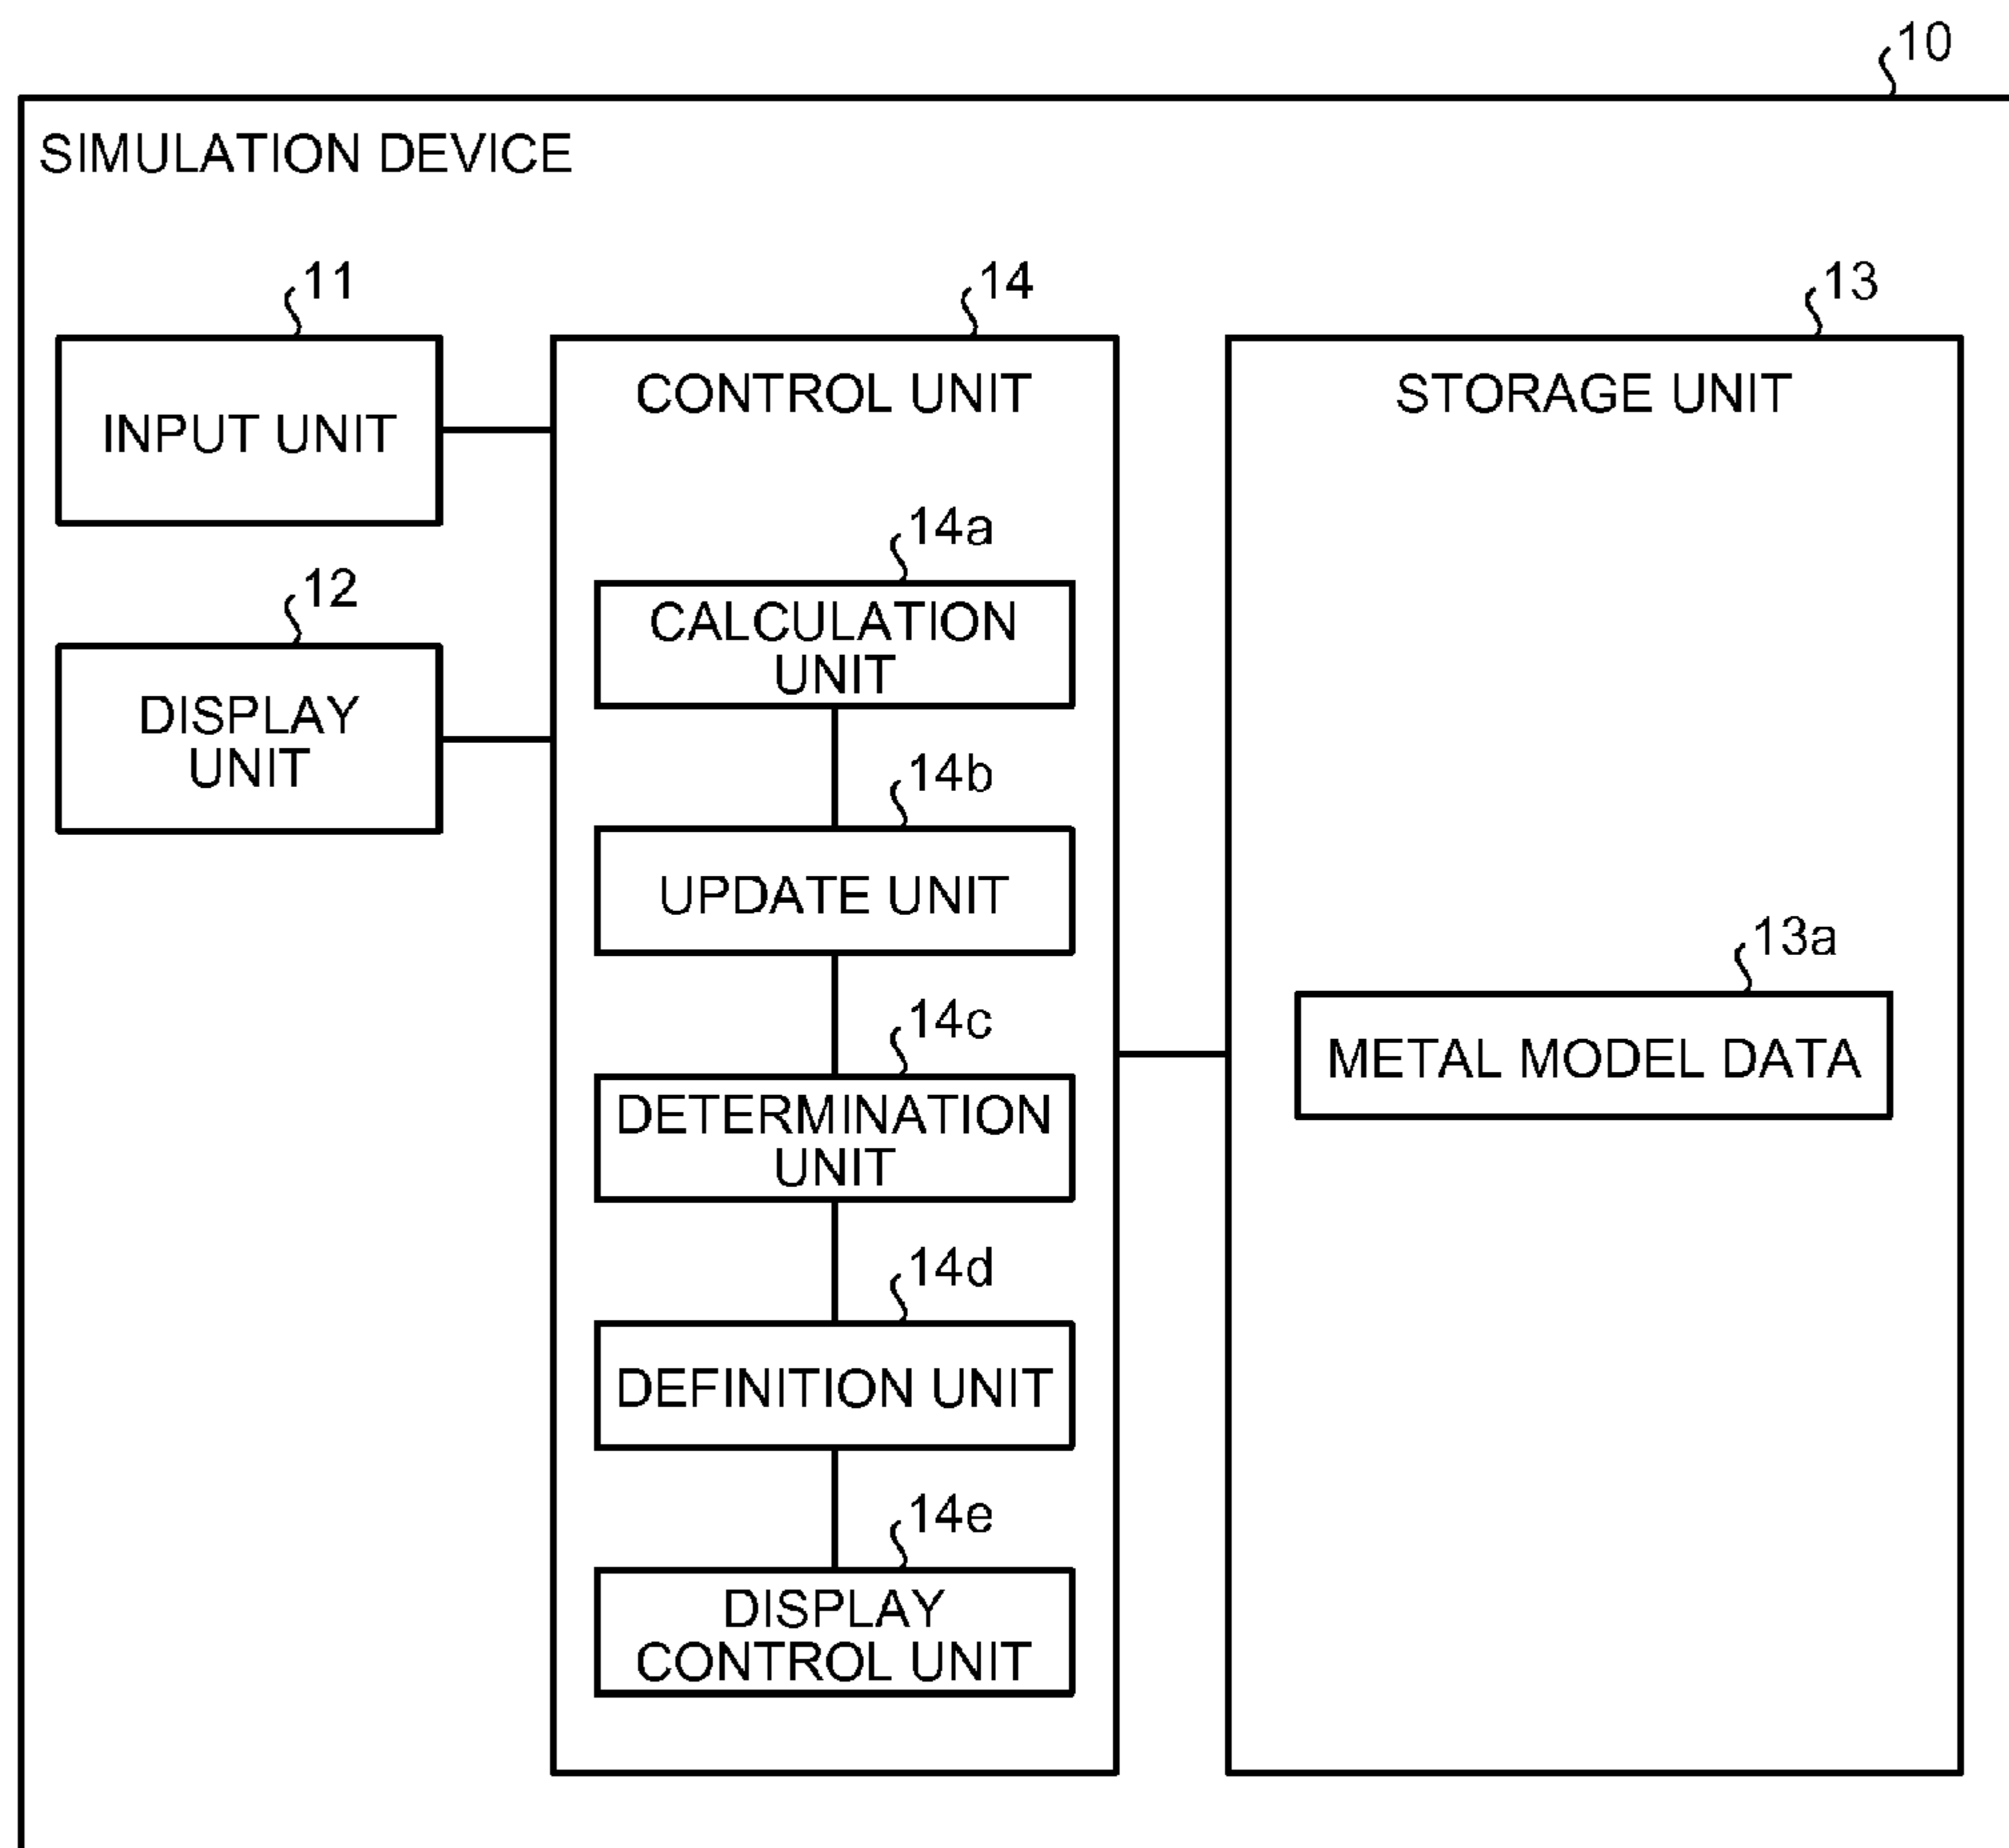 10
SIMULATION DEVICE
11
INPUT UNIT
12
DISPLAY
UNIT
14
CONTROL UNIT
14a
CALCULATION
UNIT
14b
UPDATE UNIT
14c
DETERMINATION
UNIT
14d
DEFINITION UNIT
14e
DISPLAY
CONTROL UNIT
13
STORAGE UNIT
13a
METAL MODEL DATA